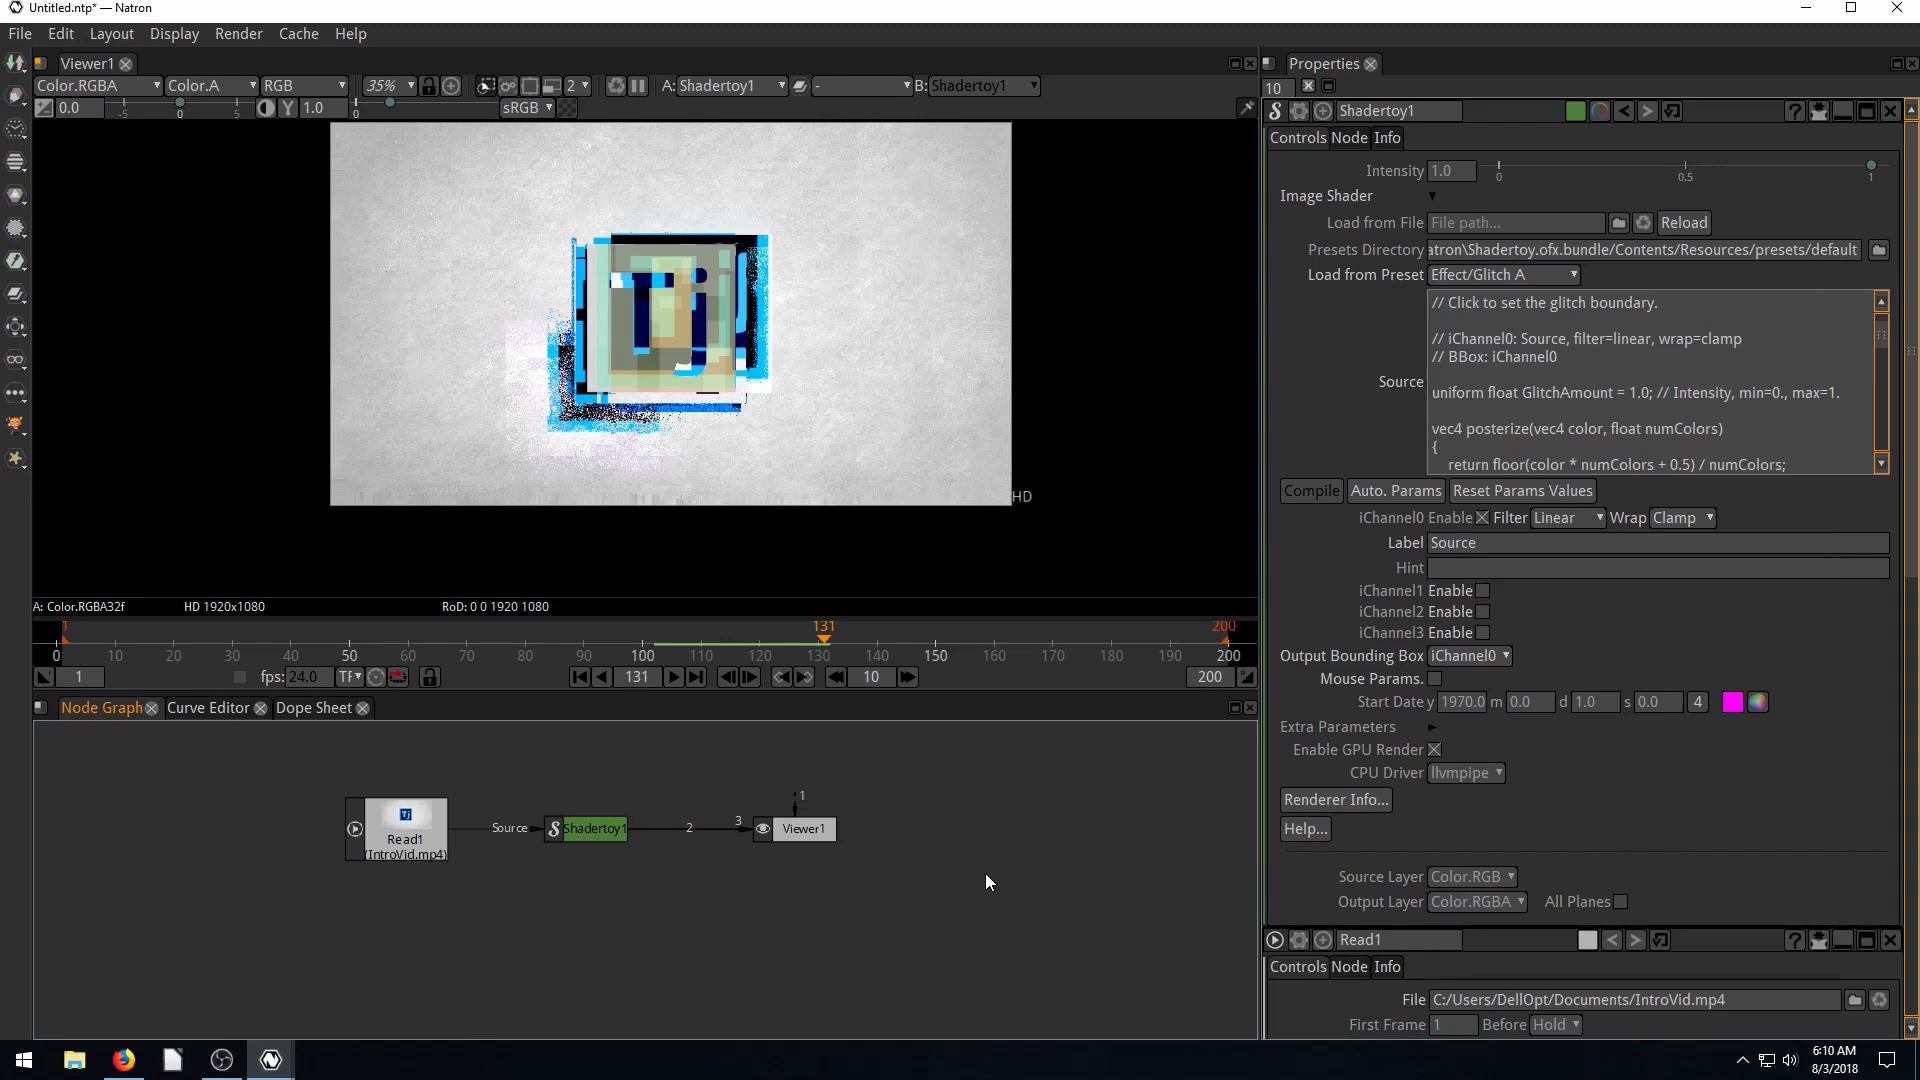 Untitled.ntp* — Natron
File Edit Layout Display Render Cache Help
Viewer1
Color.RGBA Color.A RGB 35% 2 A: Shadertoy1 - B: Shadertoy1
0.0 -5 0 5 Y 1.0 0 sRGB
Tj
HD
A: Color.RGBA32f HD 1920x1080 RoD: 0 0 1920 1080
1 131 200
0 10 20 30 40 50 60 70 80 90 100 110 120 130 140 150 160 170 180 190 200
1 fps: 24.0 TF 131 10 200
Node Graph Curve Editor Dope Sheet
Read1
(IntroVid.mp4)
Source
Shadertoy1
2
3
1
Viewer1
Properties
10
Shadertoy1
Controls Node Info
Intensity 1.0 0 0.5 1
Image Shader
Load from File File path... Reload
Presets Directory atron\Shadertoy.ofx.bundle/Contents/Resources/presets/default
Load from Preset Effect/Glitch A
Source
// Click to set the glitch boundary.
// iChannel0: Source, filter=linear, wrap=clamp
// BBox: iChannel0
uniform float GlitchAmount = 1.0; // Intensity, min=0., max=1.
vec4 posterize(vec4 color, float numColors)
{
return floor(color * numColors + 0.5) / numColors;
Compile Auto. Params Reset Params Values
iChannel0 Enable Filter Linear Wrap Clamp
Label Source
Hint
iChannel1 Enable
iChannel2 Enable
iChannel3 Enable
Output Bounding Box iChannel0
Mouse Params.
Start Date y 1970.0 m 0.0 d 1.0 s 0.0 4
Extra Parameters
Enable GPU Render
CPU Driver llvmpipe
Renderer Info...
Help...
Source Layer Color.RGB
Output Layer Color.RGBA All Planes
Read1
Controls Node Info
File C:/Users/DellOpt/Documents/IntroVid.mp4
First Frame 1 Before Hold
6:10 AM
8/3/2018